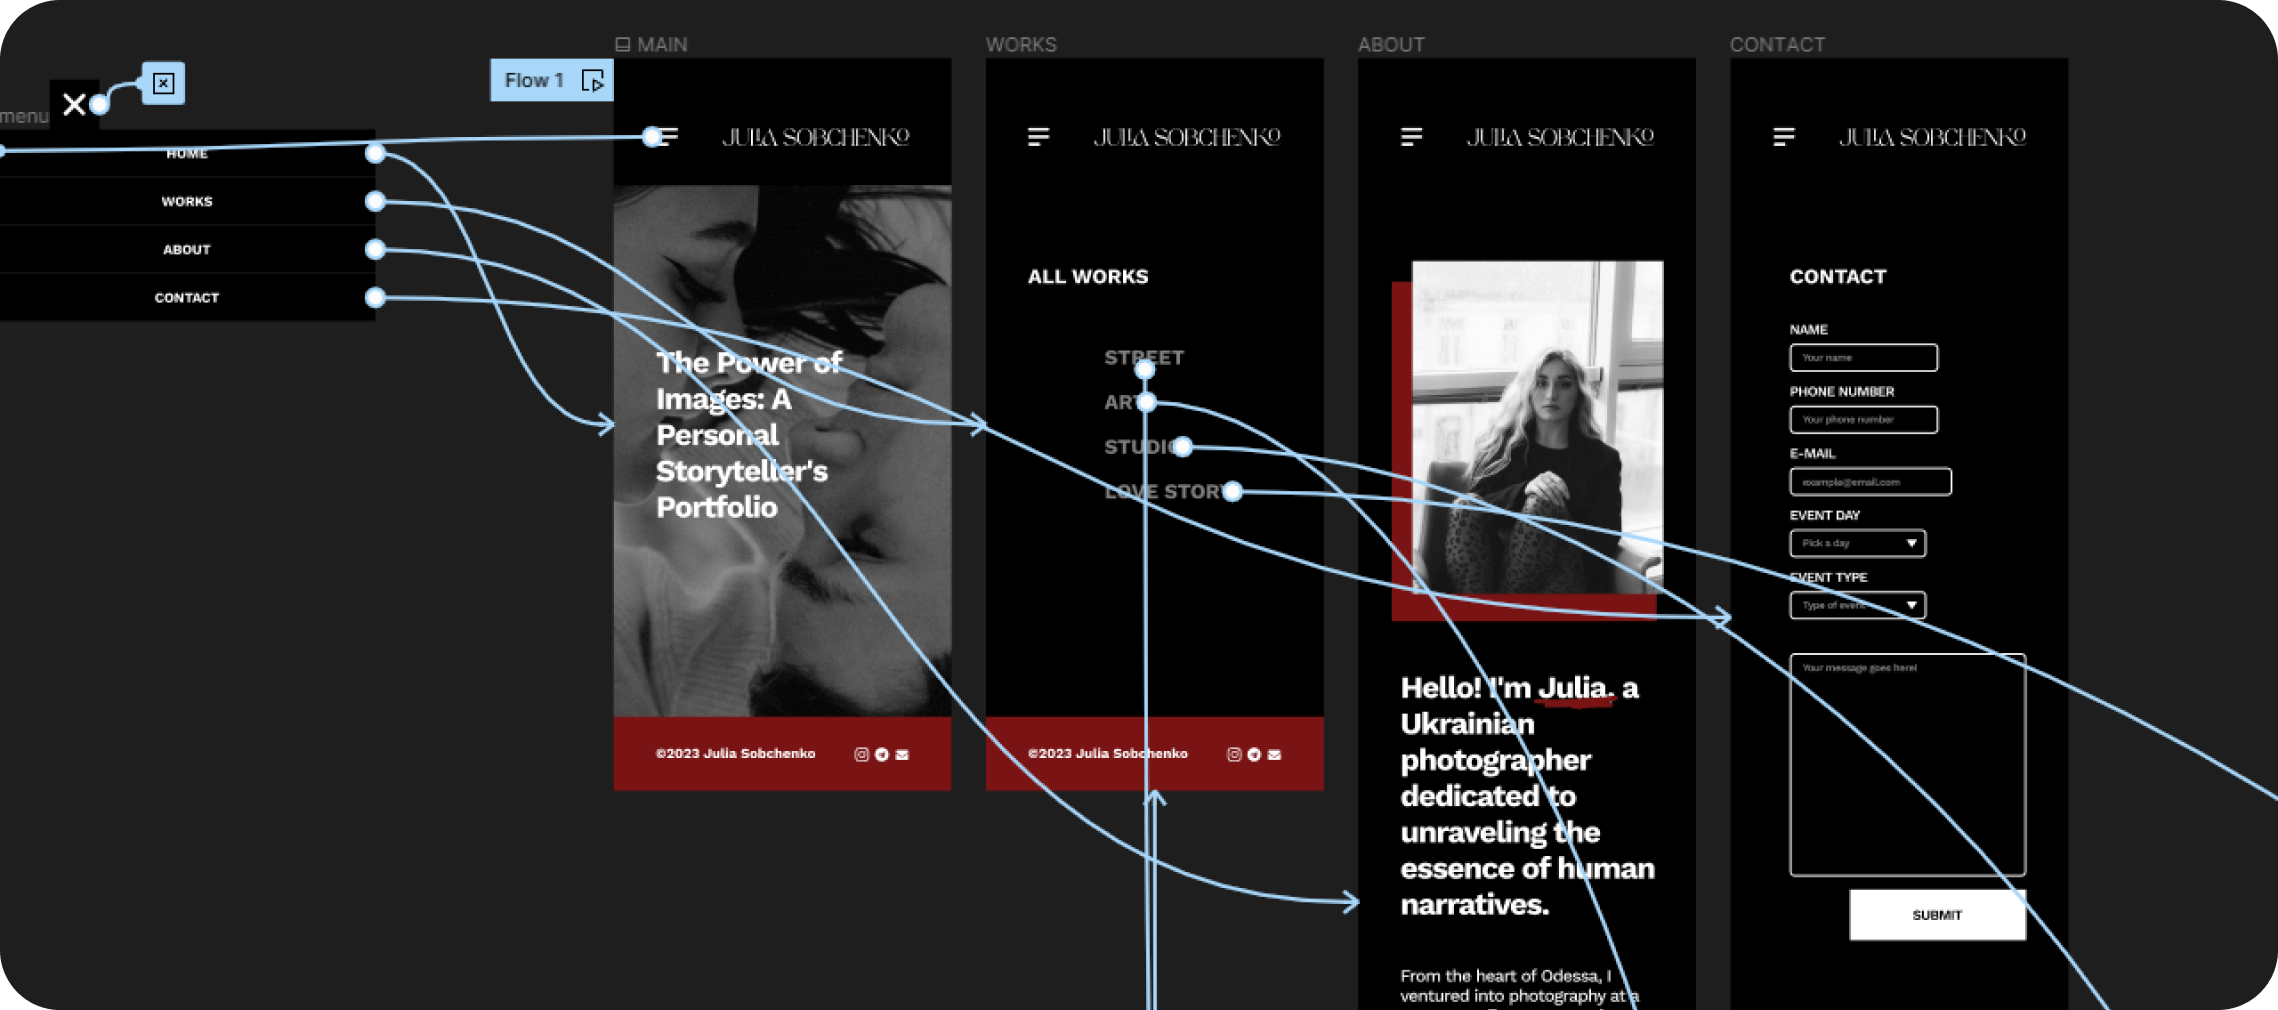 MAIN
WORKS
ABOUT
CONTACT
Flow 1
menu
HOME
WORKS
ABOUT
CONTACT
JULIA SOBCHENKO
The Power of
Images: A
Personal
Storyteller's
Portfolio
©2023 Julia Sobchenko
JULIA SOBCHENKO
ALL WORKS
STREET
ART
STUDIO
LOVE STORY
©2023 Julia Sobchenko
JULIA SOBCHENKO
Hello! I'm Julia, a
Ukrainian
photographer
dedicated to
unraveling the
essence of human
narratives.
From the heart of Odessa, I
ventured into photography at a
JULIA SOBCHENKO
CONTACT
NAME
Your name
PHONE NUMBER
Your phone number
E-MAIL
example@email.com
EVENT DAY
Pick a day
EVENT TYPE
Type of event
Your message goes here!
SUBMIT